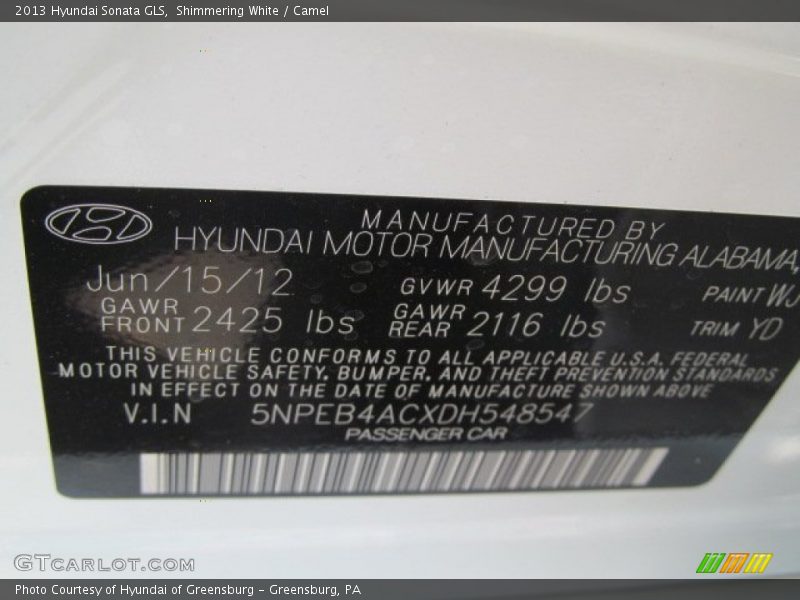 2013 Hyundai Sonata GLS, Shimmering White / Camel
MANUFACTURED BY
HYUNDAI MOTOR MANUFACTURING ALABAMA,
Jun/15/12 GVWR 4299 lbs PAINT WJ
GAWR FRONT 2425 lbs GAWR REAR 2116 lbs TRIM YD
THIS VEHICLE CONFORMS TO ALL APPLICABLE U.S.A. FEDERAL
MOTOR VEHICLE SAFETY, BUMPER, AND THEFT PREVENTION STANDARDS
IN EFFECT ON THE DATE OF MANUFACTURE SHOWN ABOVE
V.I.N 5NPEB4ACXDH548547
PASSENGER CAR
GTCARLOT.COM
Photo Courtesy of Hyundai of Greensburg - Greensburg, PA